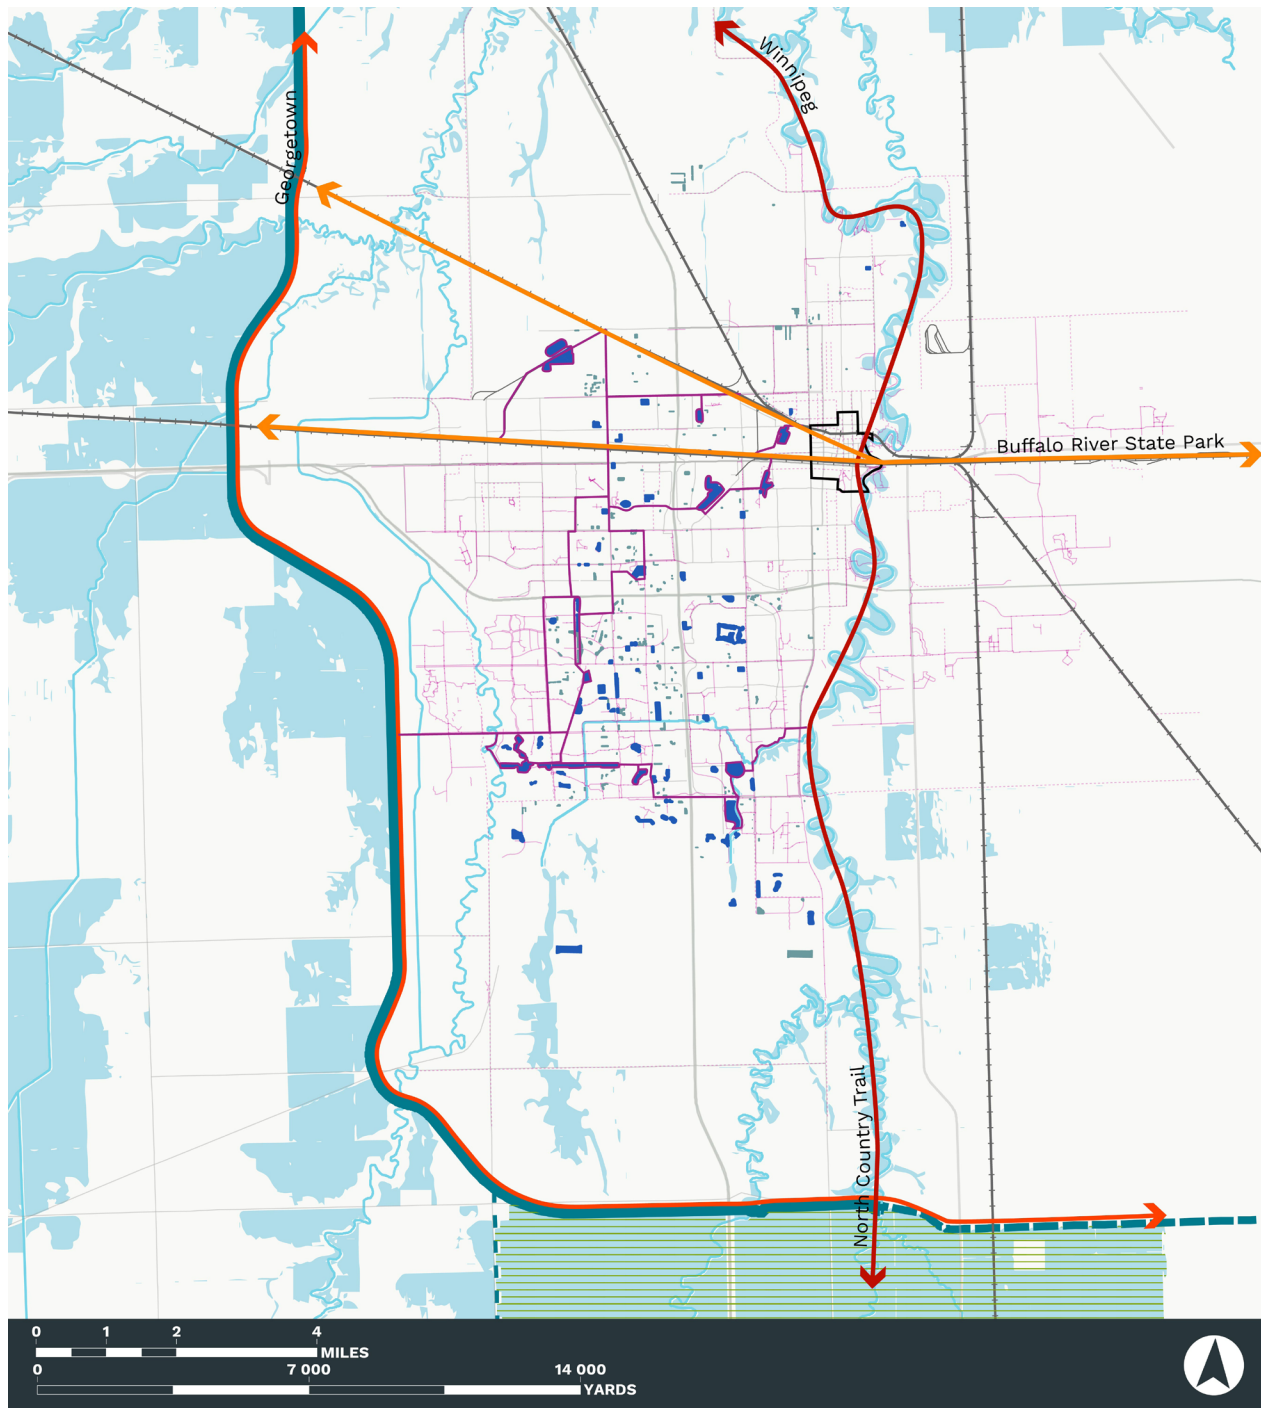 Winnipeg
Georgetown
Buffalo River State Park
North Country Trail
0 1 2 4
MILES
0 7 000 14 000
YARDS